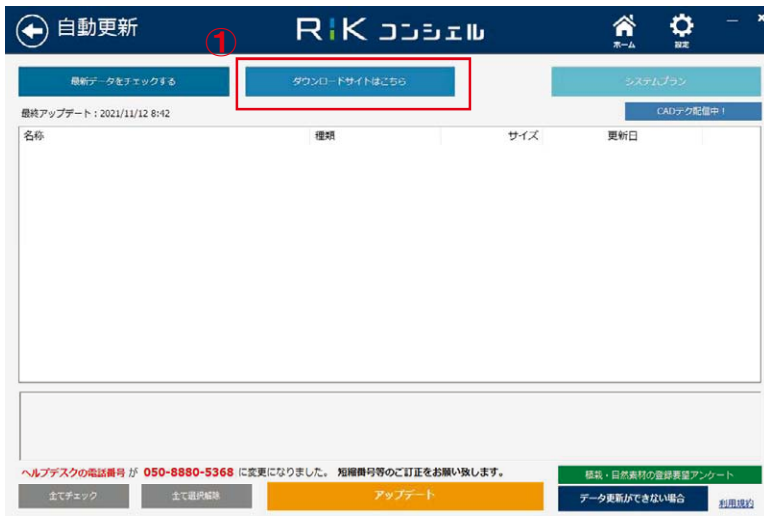 自動更新
①
RIK コンシェル
ホーム
設定
最新データをチェックする
ダウンロードサイトはこちら
システムプラン
最終アップデート：2021/11/12 8:42
CADテク配信中！
名称 種類 サイズ 更新日
ヘルプデスクの電話番号 が 050-8880-5368 に変更になりました。 短縮番号等のご訂正をお願い致します。
植栽・自然素材の登録要望アンケート
全てチェック
全て選択解除
アップデート
データ更新ができない場合
利用規約